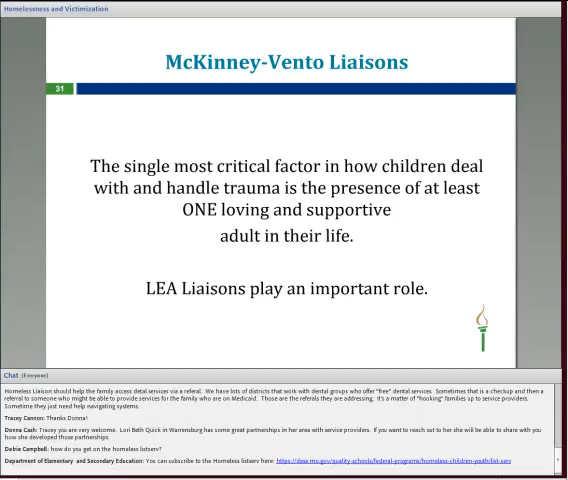 Homelessness and Victimization
McKinney-Vento Liaisons
31
The single most critical factor in how children deal
with and handle trauma is the presence of at least
ONE loving and supportive
adult in their life.
LEA Liaisons play an important role.
Chat (Everyone)
Homeless Liaison should help the family access detal services via a referal. We have lots of districts that work with dental groups who offer "free" dental services. Sometimes that is a checkup and then a
referral to someone who might be able to provide services for the family who are on Medicaid. Those are the referrals they are addressing. It's a matter of "hooking" families up to service providers.
Sometime they just need help navigating systems.
Tracey Cannon: Thanks Donna!
Donna Cash: Tracey you are very welcome. Lori Beth Quick in Warrensburg has some great partnerships in her area with service providers. If you want to reach out to her she will be able to share with you
how she developed those partnerships.
Debie Campbell: how do you get on the homeless listserv?
Department of Elementary and Secondary Education: You can subscribe to the Homeless listserv here: https://dese.mo.gov/quality-schools/federal-programs/homeless-children-youth/list-serv